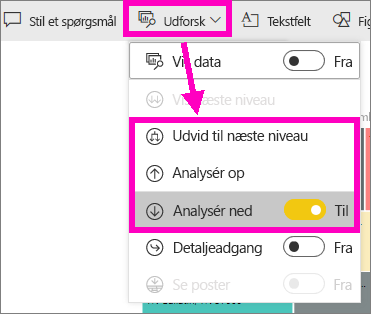 Stil et spørgsmål
Udforsk
Tekstfelt
Vis data
Fra
Vis næste niveau
Udvid til næste niveau
Analysér op
Analysér ned
Til
Detaljeadgang
Fra
Se poster
Fra